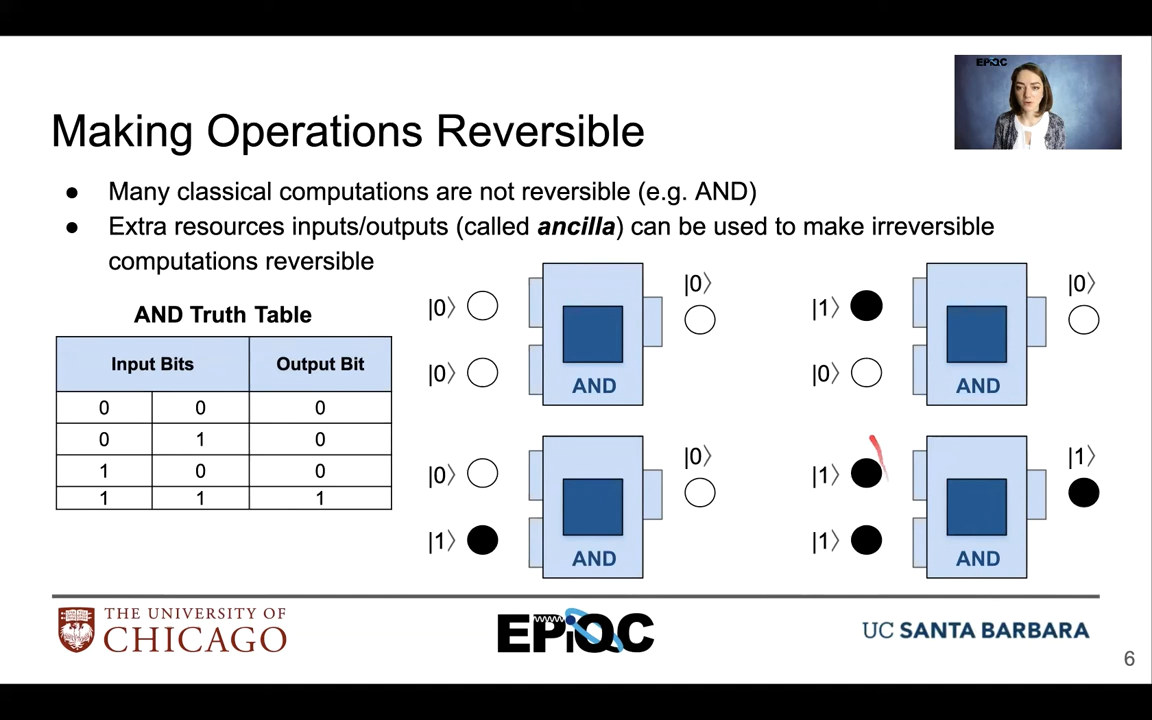 EPiQC
Making Operations Reversible
● Many classical computations are not reversible (e.g. AND)
● Extra resources inputs/outputs (called ancilla) can be used to make irreversible
computations reversible
AND Truth Table
Input Bits Output Bit
0 0 0
0 1 0
1 0 0
1 1 1
|0⟩ |0⟩
|0⟩
AND
|1⟩ |0⟩
|0⟩
AND
|0⟩ |0⟩
|1⟩
AND
|1⟩ |1⟩
|1⟩
AND
THE UNIVERSITY OF
CHICAGO
EPiQC
UC SANTA BARBARA
6